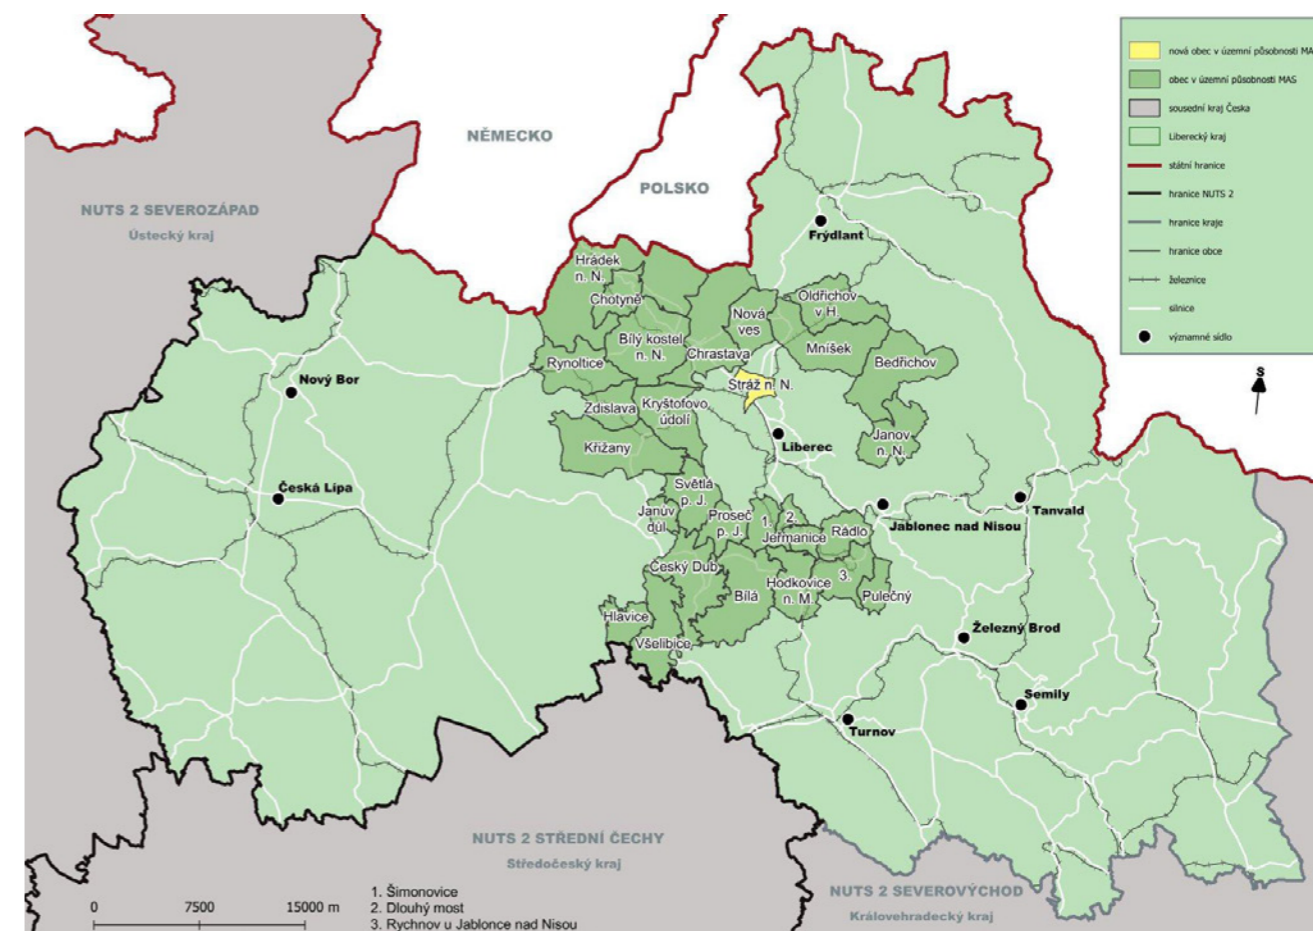 NĚMECKO
POLSKO
NUTS 2 SEVEROZÁPAD
Ústecký kraj
Frýdlant
Hrádek
n. N.
Chotyně
Oldřichov
v H.
Nová
ves
Bílý kostel
n. N.
Mníšek
Chrastava
Bedřichov
Rynoltice
Stráž n. N.
Nový Bor
Zdislava
Kryštofovo
údolí
Liberec
Janov
n. N.
Křižany
Česká Lípa
Světlá
p. J.
Tanvald
Janův
důl
Proseč
p. J.
1.
2.
Jeřmanice
Rádlo
Jablonec nad Nisou
Český Dub
Hodkovice
n. M.
3.
Bílá
Pulečný
Hlavice
Všelibice
Železný Brod
Semily
Turnov
NUTS 2 STŘEDNÍ ČECHY
Středočeský kraj
NUTS 2 SEVEROVÝCHOD
Královehradecký kraj
1. Šimonovice
2. Dlouhý most
3. Rychnov u Jablonce nad Nisou
0 7500 15000 m
nová obec v územní působnosti MA
obec v územní působnosti MAS
sousední kraj Česka
Liberecký kraj
státní hranice
hranice NUTS 2
hranice kraje
hranice obce
železnice
silnice
významné sídlo
S